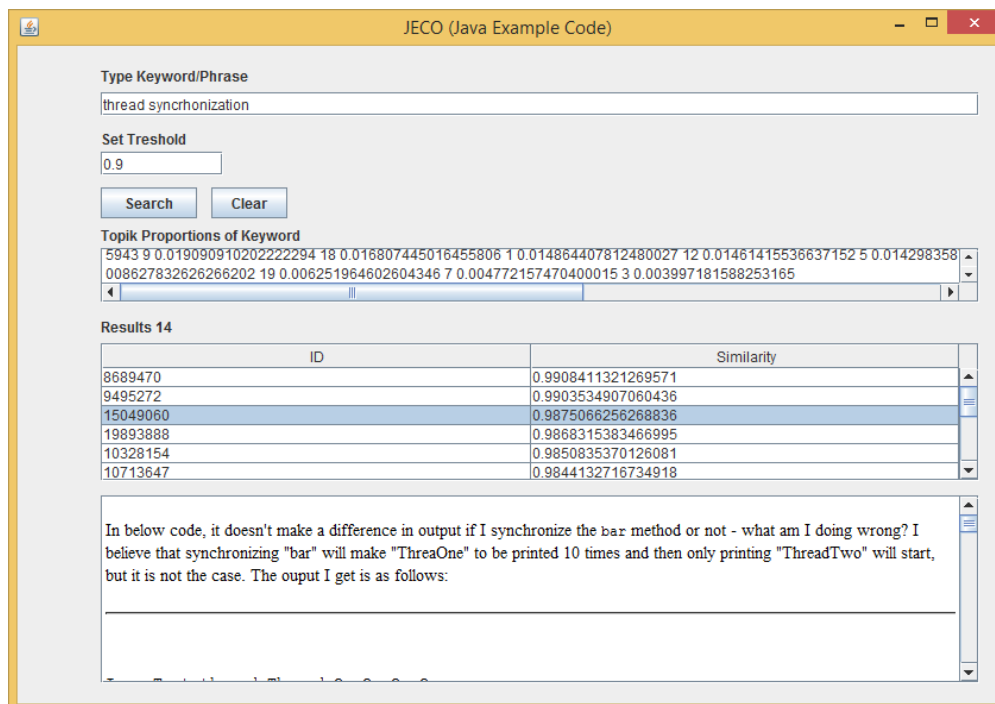 JECO (Java Example Code)
Type Keyword/Phrase
thread syncrhonization
Set Treshold
0.9
Search Clear
Topik Proportions of Keyword
5943 9 0.019090910202222294 18 0.016807445016455806 1 0.014864407812480027 12 0.01461415536637152 5 0.014298358
008627832626266202 19 0.006251964602604346 7 0.004772157470400015 3 0.003997181588253165
Results 14
ID Similarity
8689470 0.9908411321269571
9495272 0.9903534907060436
15049060 0.9875066256268836
19893888 0.9868315383466995
10328154 0.9850835370126081
10713647 0.9844132716734918
In below code, it doesn't make a difference in output if I synchronize the bar method or not - what am I doing wrong? I
believe that synchronizing "bar" will make "ThreaOne" to be printed 10 times and then only printing "ThreadTwo" will start,
but it is not the case. The ouput I get is as follows: